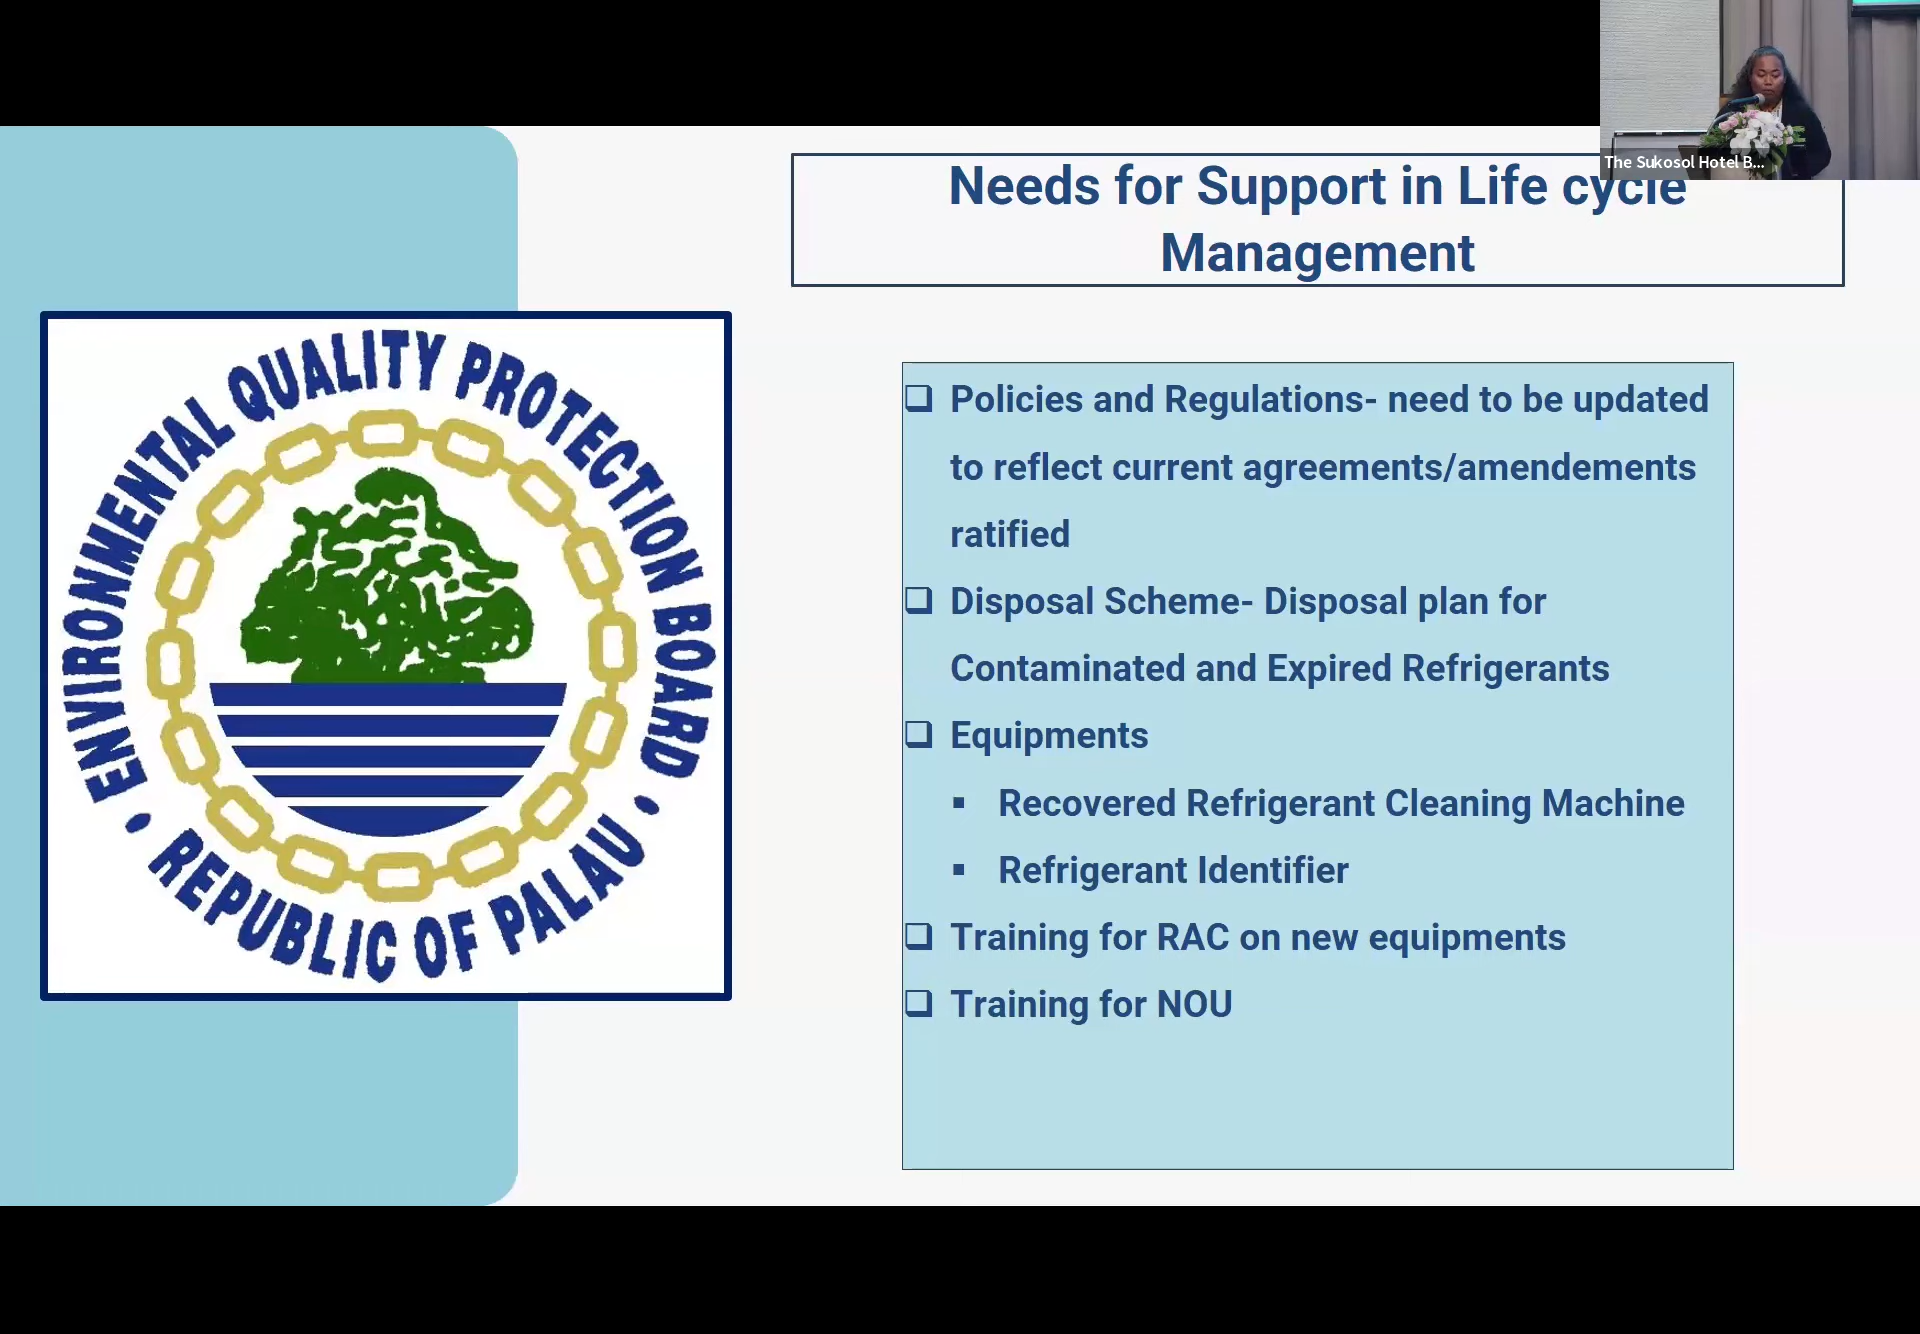 The Sukosol Hotel B...
Needs for Support in Life cycle
Management
ENVIRONMENTAL QUALITY PROTECTION BOARD
• REPUBLIC OF PALAU •
❑ Policies and Regulations- need to be updated
to reflect current agreements/amendements
ratified
❑ Disposal Scheme- Disposal plan for
Contaminated and Expired Refrigerants
❑ Equipments
▪ Recovered Refrigerant Cleaning Machine
▪ Refrigerant Identifier
❑ Training for RAC on new equipments
❑ Training for NOU